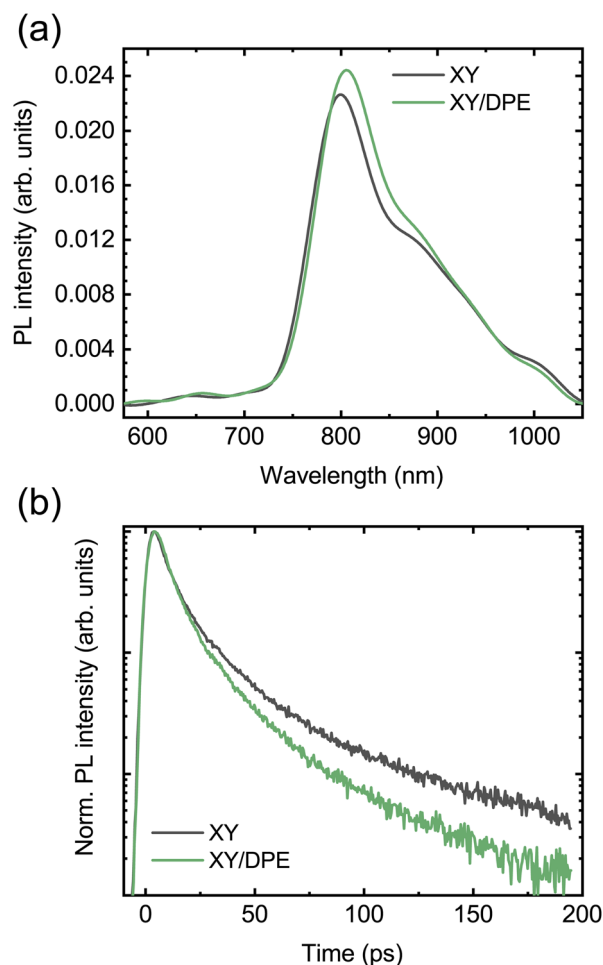 (a)
XY
XY/DPE
PL intensity (arb. units)
0.024
0.020
0.016
0.012
0.008
0.004
0.000
600 700 800 900 1000
Wavelength (nm)
(b)
Norm. PL intensity (arb. units)
XY
XY/DPE
0 50 100 150 200
Time (ps)